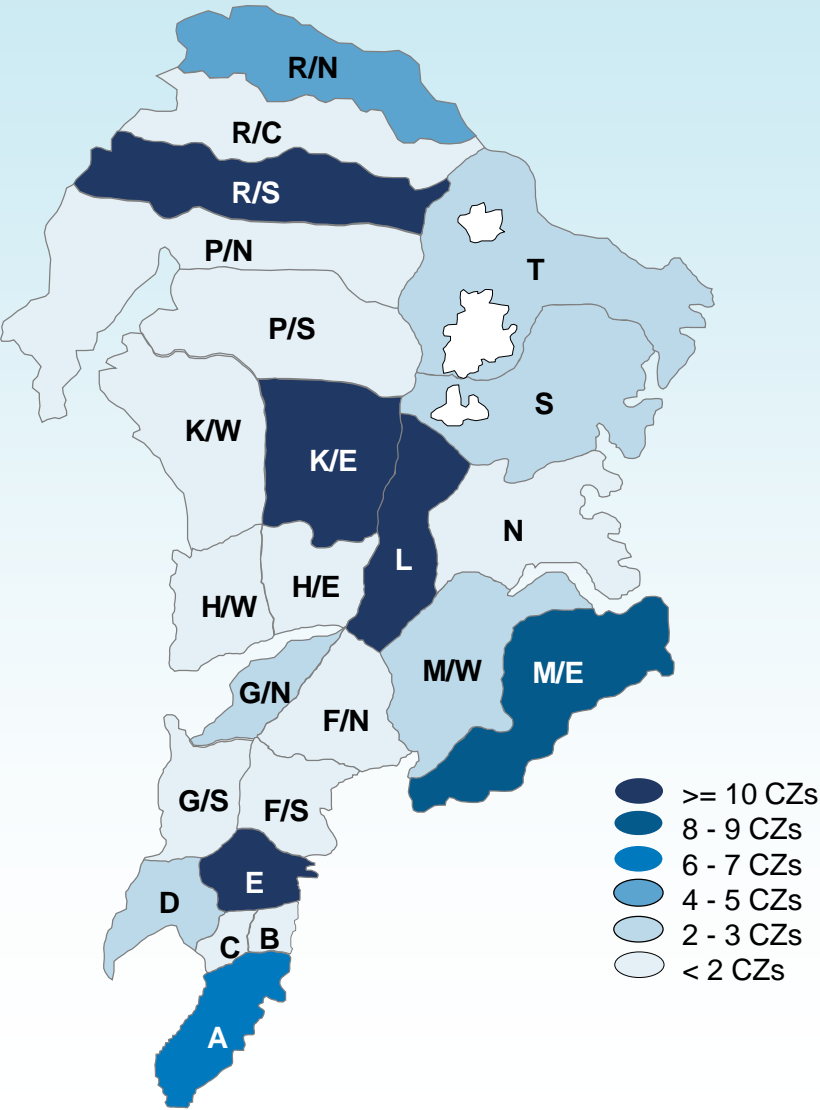 R/N
R/C
R/S
P/N
T
P/S
S
K/W
K/E
N
L
H/E
H/W
M/W
M/E
G/N
F/N
G/S
F/S
E
D
B
C
A
>= 10 CZs
8 - 9 CZs
6 - 7 CZs
4 - 5 CZs
2 - 3 CZs
< 2 CZs